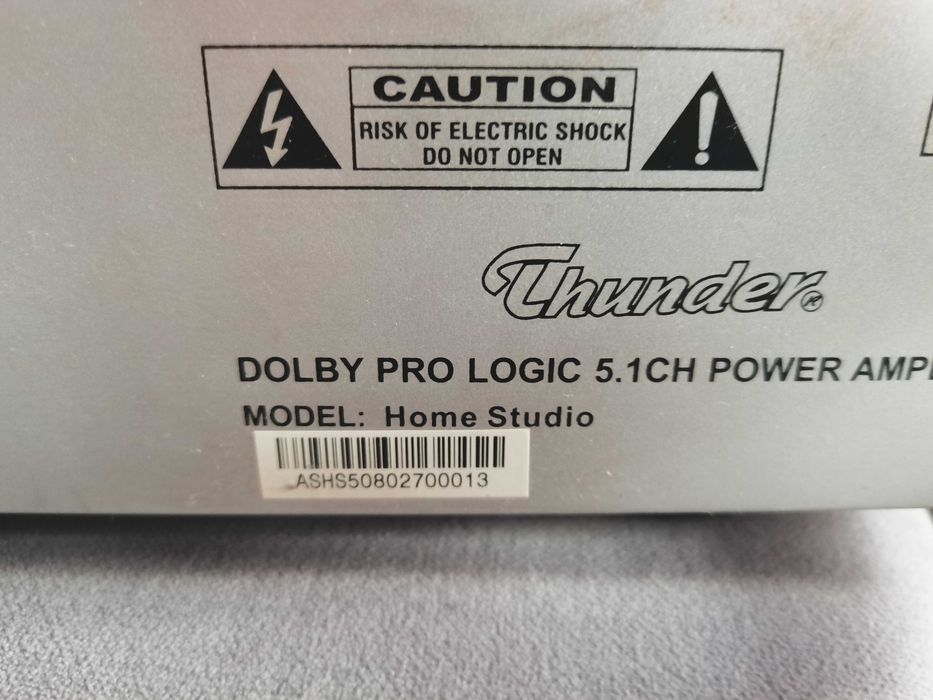 CAUTION
RISK OF ELECTRIC SHOCK
DO NOT OPEN
Thunder
DOLBY PRO LOGIC 5.1CH POWER
MODEL: Home Studio
ASHS50802700013